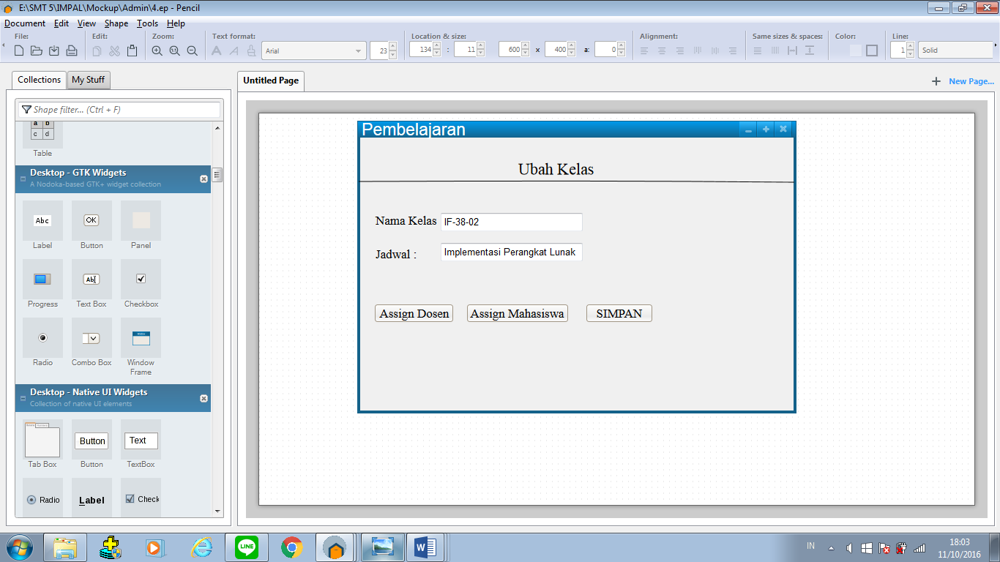 E:\SMT 5\IMPAL\Mockup\Admin\4.ep - Pencil
Document Edit View Shape Tools Help
File: Edit: Zoom: Text format: Location & size: Alignment: Same sizes & spaces: Color: Line:
A A Arial 23 134 : 11 600 x 400 a: 0 1 Solid
Collections My Stuff Untitled Page + New Page...
Shape filter... (Ctrl + F)
a b
c d
Table
Desktop - GTK Widgets
A Nodoka-based GTK+ widget collection
Abc OK
Label Button Panel
Ab
Progress Text Box Checkbox
Radio Combo Box Window Frame
Desktop - Native UI Widgets
Collection of native UI elements
Button Text
Tab Box Button TextBox
Radio Label Check
Pembelajaran
Ubah Kelas
Nama Kelas IF-38-02
Jadwal : Implementasi Perangkat Lunak
Assign Dosen Assign Mahasiswa SIMPAN
LINE
IN
18:03
11/10/2016